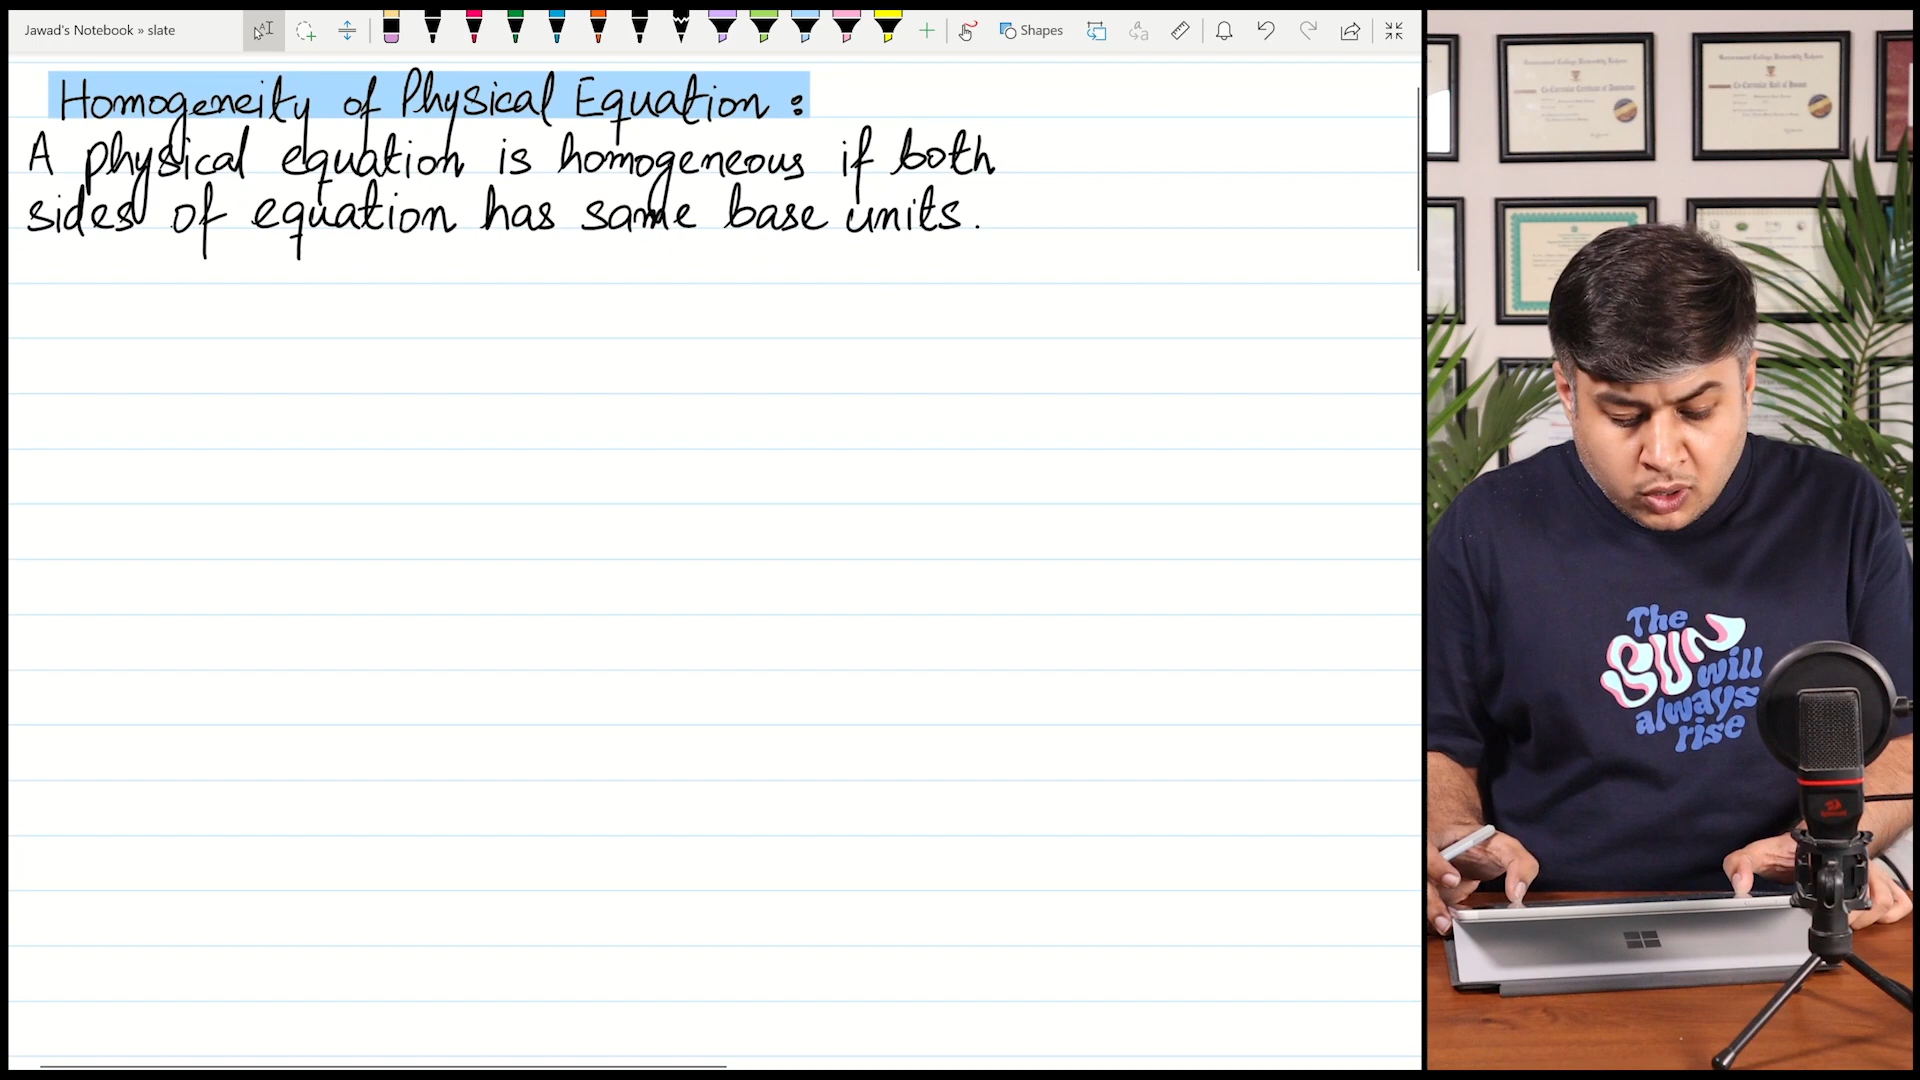 Jawad's Notebook » slate
Shapes
Homogeneity of Physical Equation :
A physical equation is homogeneous if both
sides of equation has same base units.
The
SUN
will
always
rise